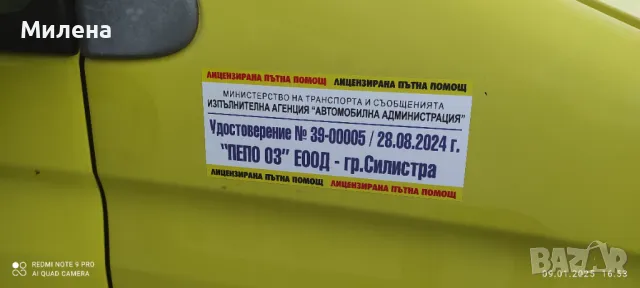 Милена
ЛИЦЕНЗИРАНА ПЪТНА ПОМОЩ ЛИЦЕНЗИРАНА ПЪТНА ПОМОЩ
МИНИСТЕРСТВО НА ТРАНСПОРТА И СЪОБЩЕНИЯТА
ИЗПЪЛНИТЕЛНА АГЕНЦИЯ "АВТОМОБИЛНА АДМИНИСТРАЦИЯ"
Удостоверение № 39-00005 / 28.08.2024 г.
"ПЕПО 03" ЕООД - гр.Силистра
ЛИЦЕНЗИРАНА ПЪТНА ПОМОЩ ЛИЦЕНЗИРАНА ПЪТНА ПОМОЩ
REDMI NOTE 9 PRO
AI QUAD CAMERA
bazar
09.01.2025 16:53